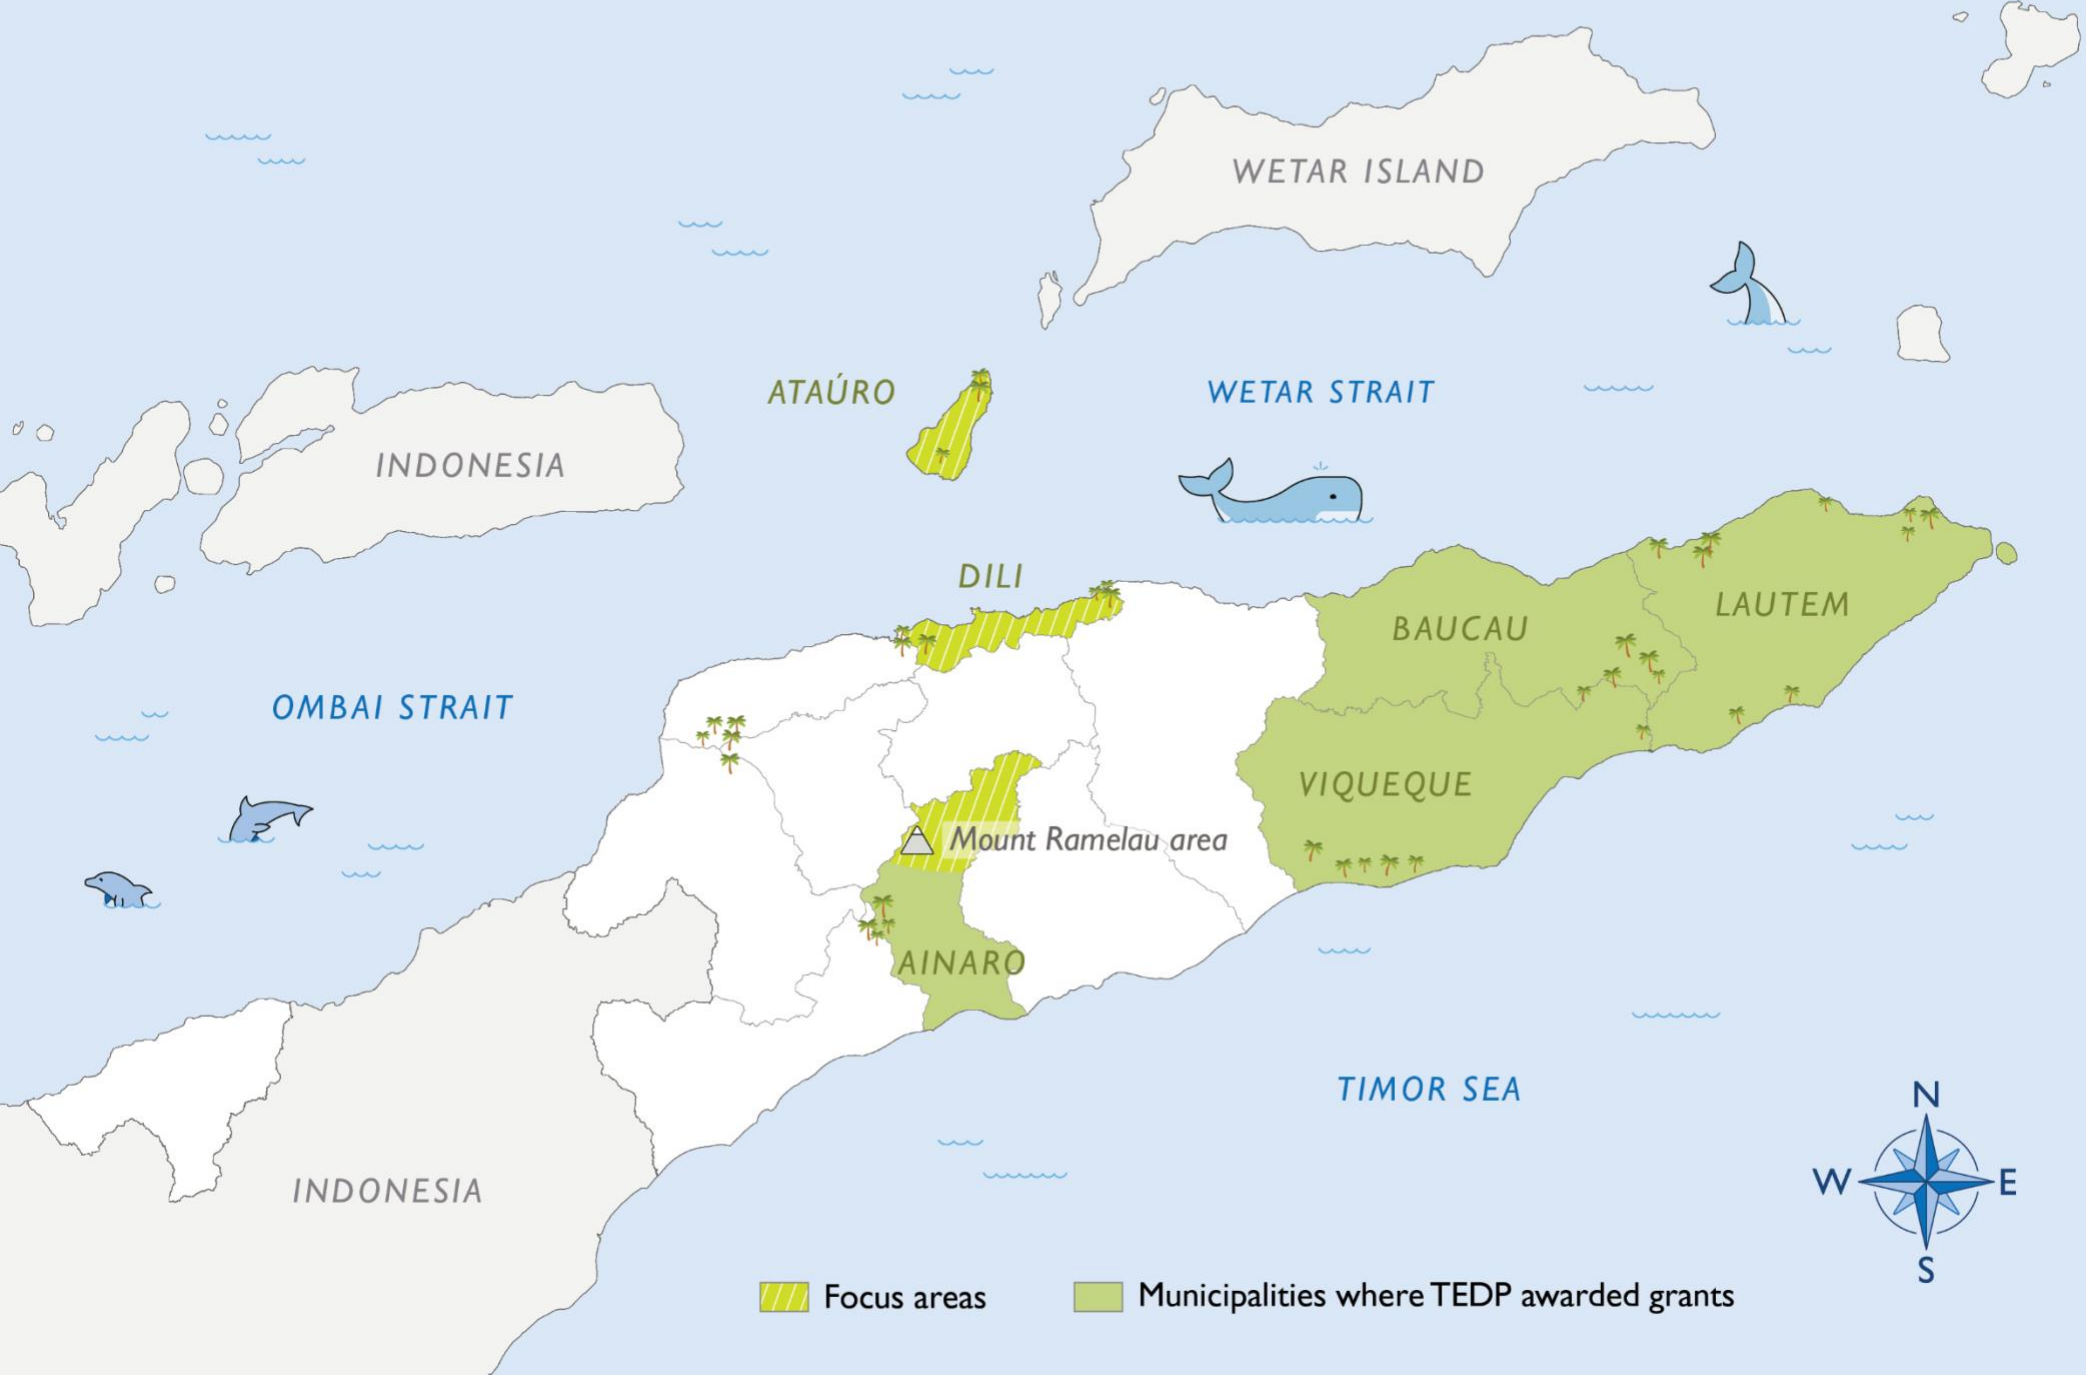 WETAR ISLAND
ATAÚRO
WETAR STRAIT
INDONESIA
DILI
LAUTEM
BAUCAU
OMBAI STRAIT
VIQUEQUE
Mount Ramelau area
AINARO
TIMOR SEA
N
W
E
S
INDONESIA
Focus areas
Municipalities where TEDP awarded grants